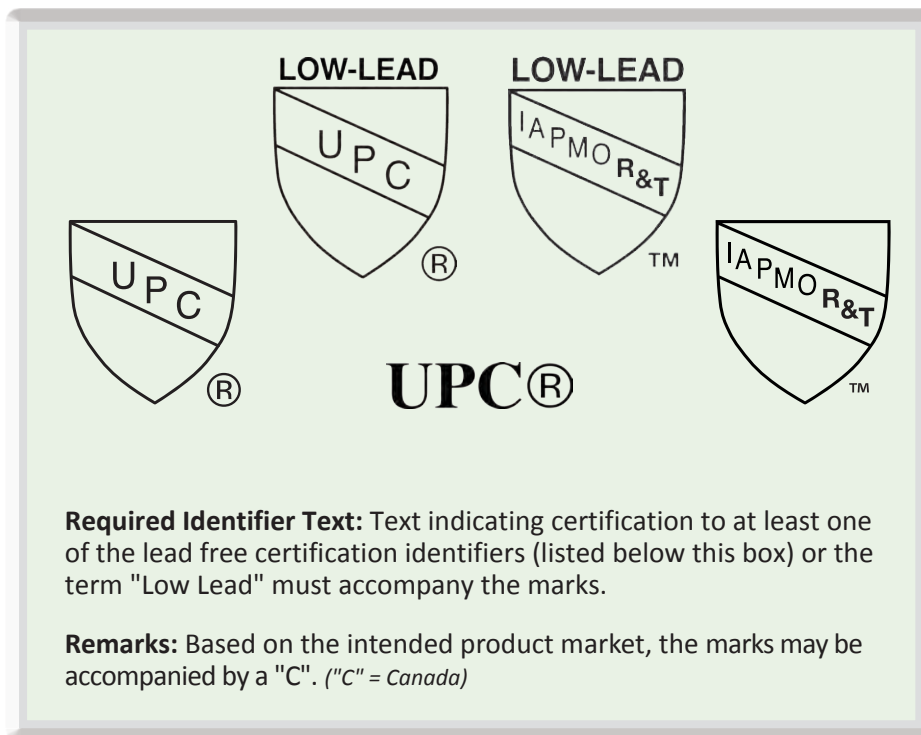 LOW-LEAD
UPC
®
LOW-LEAD
IAPMO R&T
TM
UPC
®
UPC®
IAPMO R&T
TM
Required Identifier Text: Text indicating certification to at least one
of the lead free certification identifiers (listed below this box) or the
term "Low Lead" must accompany the marks.
Remarks: Based on the intended product market, the marks may be
accompanied by a "C". ("C" = Canada)